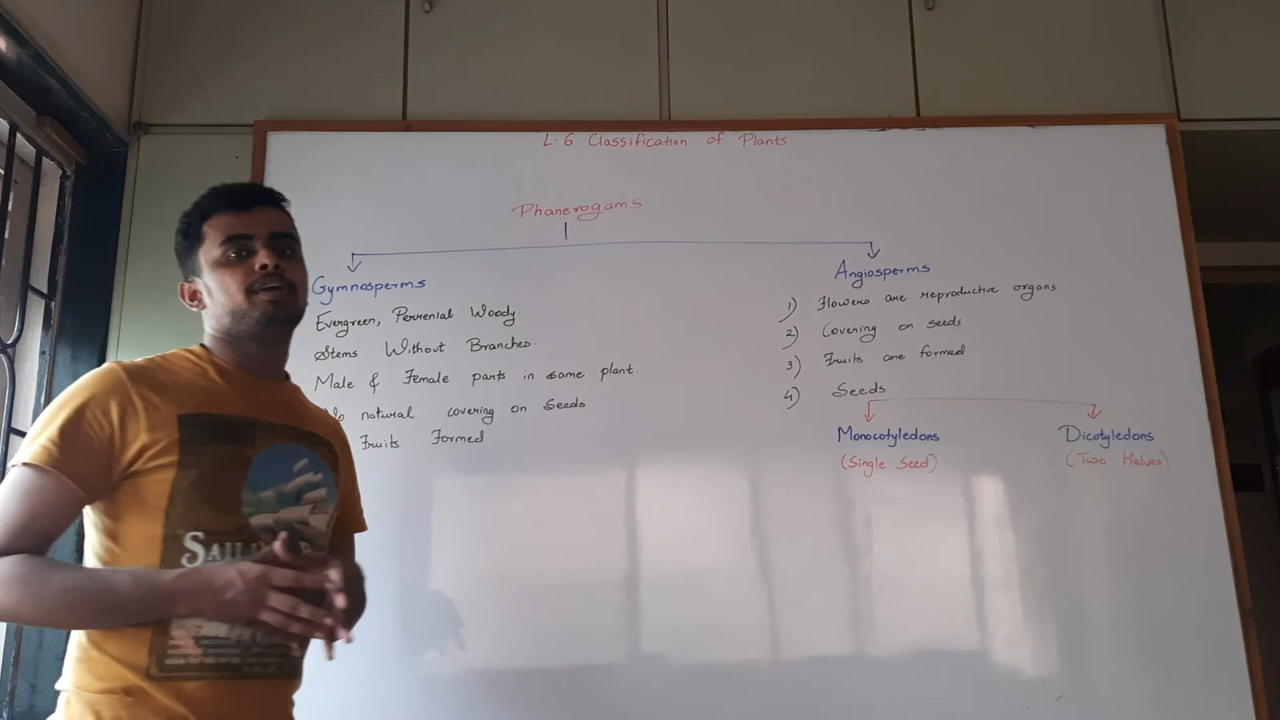 L-6 Classification of Plants
Phanerogams
Gymnosperms
Evergreen, Perrenial Woody.
Stems Without Branches.
Male & Female parts in same plant.
natural covering on Seeds
Fruits Formed
Angiosperms
1) Flowers are reproductive organs
2) Covering on seeds
3) Fruits are formed
4) Seeds
Monocotyledons
(Single Seed)
Dicotyledons
(Two Halves)